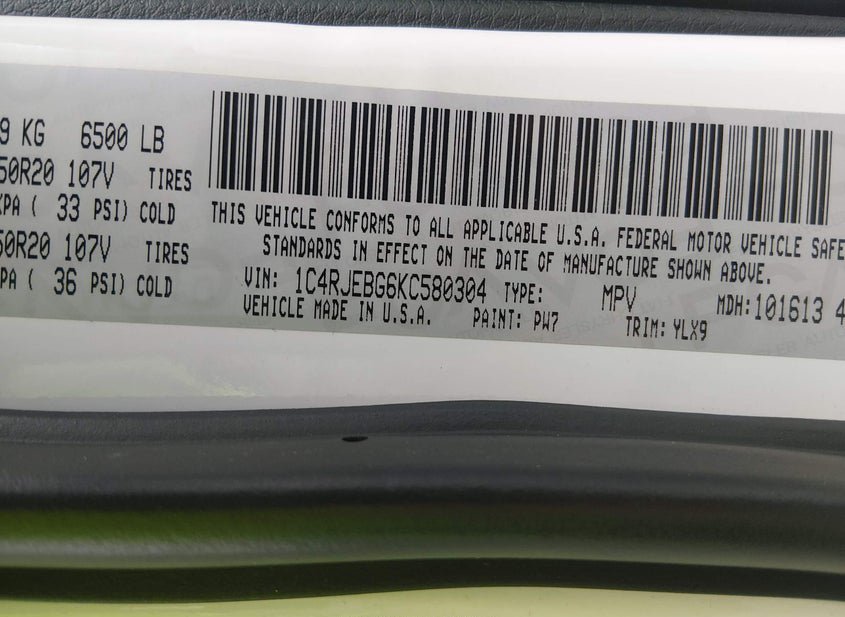 9 KG 6500 LB
50R20 107V TIRES
KPA ( 33 PSI) COLD
50R20 107V TIRES
PA ( 36 PSI) COLD
THIS VEHICLE CONFORMS TO ALL APPLICABLE U.S.A. FEDERAL MOTOR VEHICLE SAFE
STANDARDS IN EFFECT ON THE DATE OF MANUFACTURE SHOWN ABOVE.
VIN: 1C4RJEBG6KC580304 TYPE: MPV MDH: 101613 4
VEHICLE MADE IN U.S.A. PAINT: PW7 TRIM: YLX9